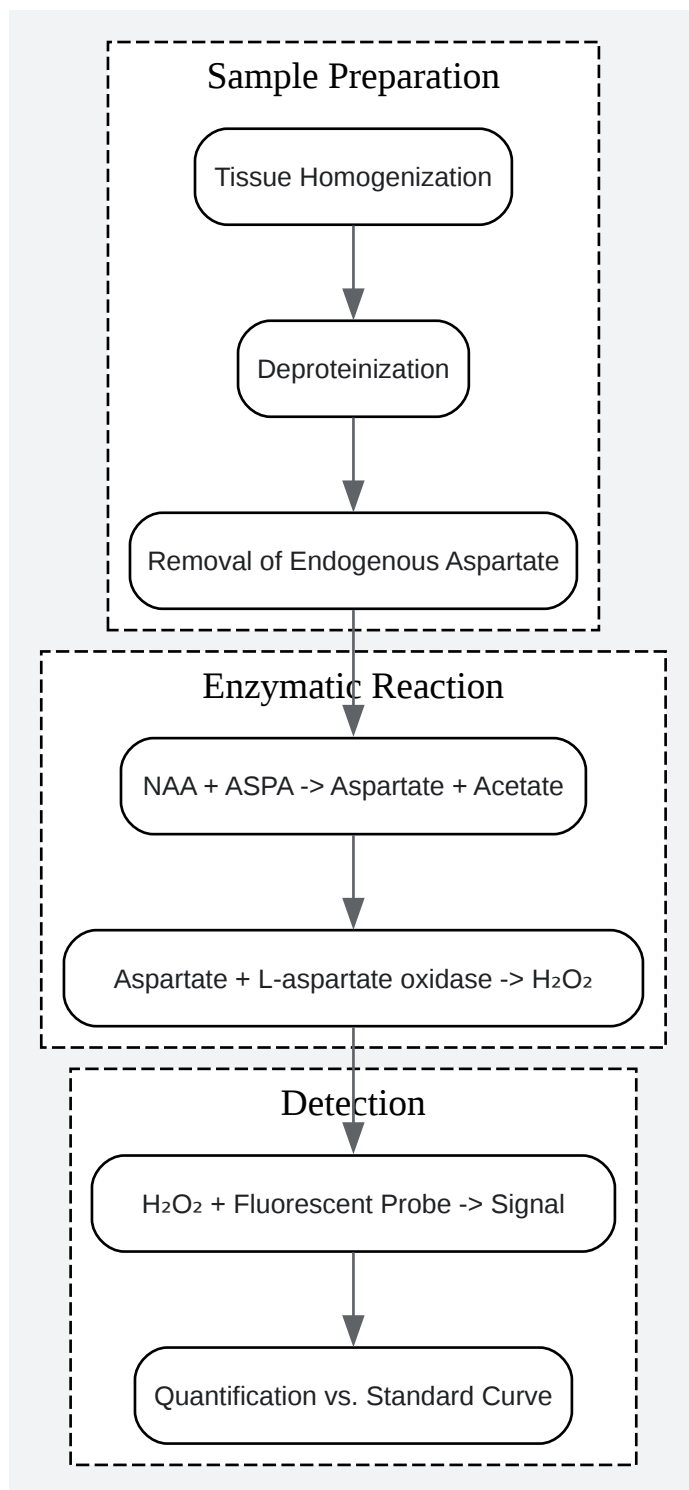 Sample Preparation
Tissue Homogenization
Deproteinization
Removal of Endogenous Aspartate
Enzymatic Reaction
NAA + ASPA -> Aspartate + Acetate
Aspartate + L-aspartate oxidase -> H₂O₂
Detection
H₂O₂ + Fluorescent Probe -> Signal
Quantification vs. Standard Curve